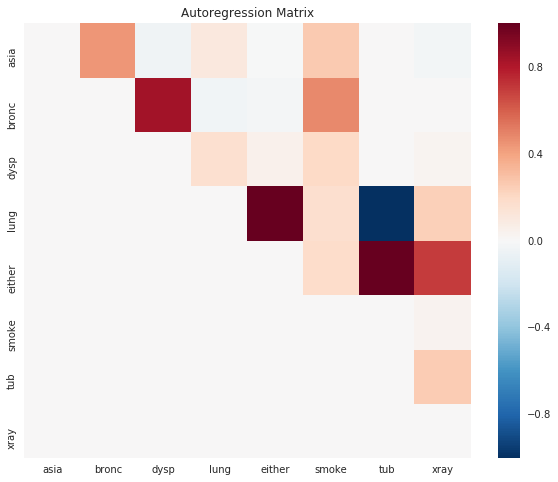 Autoregression Matrix
asia
bronc
dysp
lung
either
smoke
tub
xray
asia bronc dysp lung either smoke tub xray
0.8
0.4
0.0
−0.4
−0.8